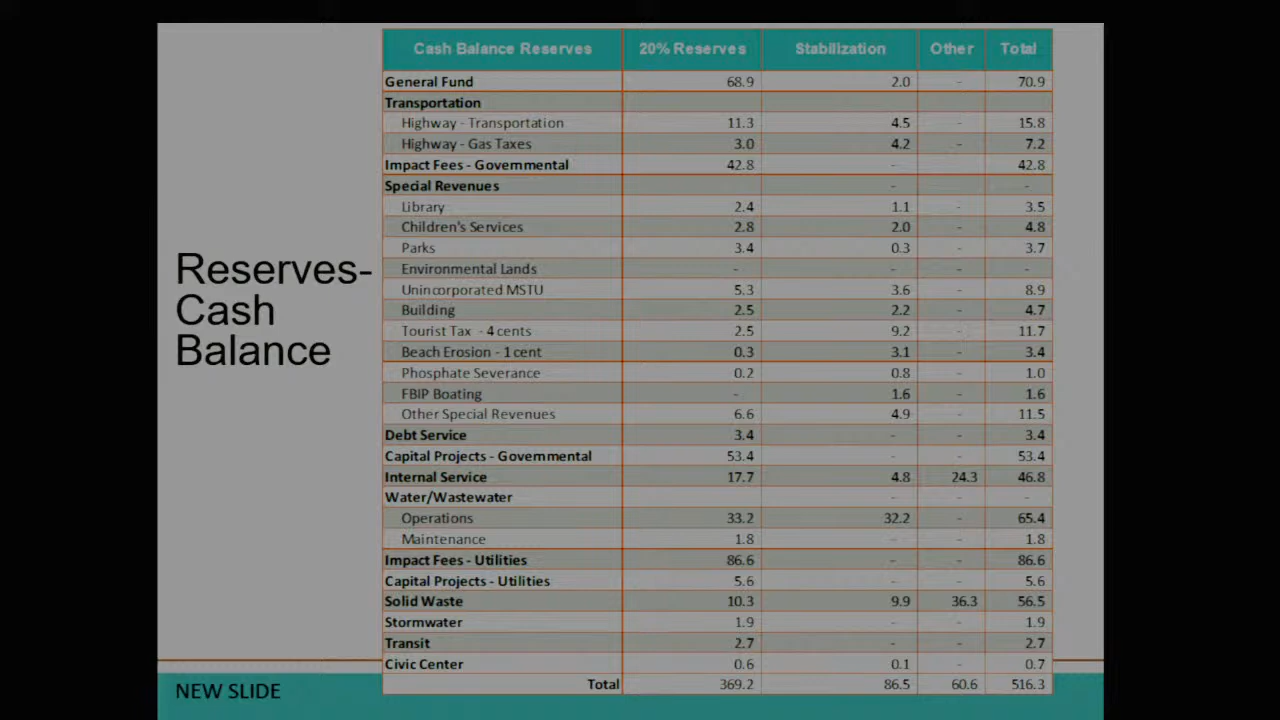 Reserves-
Cash
Balance
Cash Balance Reserves 20% Reserves Stabilization Other Total
General Fund 68.9 2.0 - 70.9
Transportation
Highway - Transportation 11.3 4.5 - 15.8
Highway - Gas Taxes 3.0 4.2 - 7.2
Impact Fees - Governmental 42.8 - 42.8
Special Revenues - -
Library 2.4 1.1 - 3.5
Children's Services 2.8 2.0 - 4.8
Parks 3.4 0.3 - 3.7
Environmental Lands - - - -
Unincorporated MSTU 5.3 3.6 - 8.9
Building 2.5 2.2 - 4.7
Tourist Tax - 4 cents 2.5 9.2 - 11.7
Beach Erosion - 1 cent 0.3 3.1 - 3.4
Phosphate Severance 0.2 0.8 - 1.0
FBIP Boating - 1.6 - 1.6
Other Special Revenues 6.6 4.9 - 11.5
Debt Service 3.4 - - 3.4
Capital Projects - Governmental 53.4 - - 53.4
Internal Service 17.7 4.8 24.3 46.8
Water/Wastewater - - -
Operations 33.2 32.2 - 65.4
Maintenance 1.8 - - 1.8
Impact Fees - Utilities 86.6 - - 86.6
Capital Projects - Utilities 5.6 - - 5.6
Solid Waste 10.3 9.9 36.3 56.5
Stormwater 1.9 - - 1.9
Transit 2.7 - - 2.7
Civic Center 0.6 0.1 - 0.7
Total 369.2 86.5 60.6 516.3
NEW SLIDE